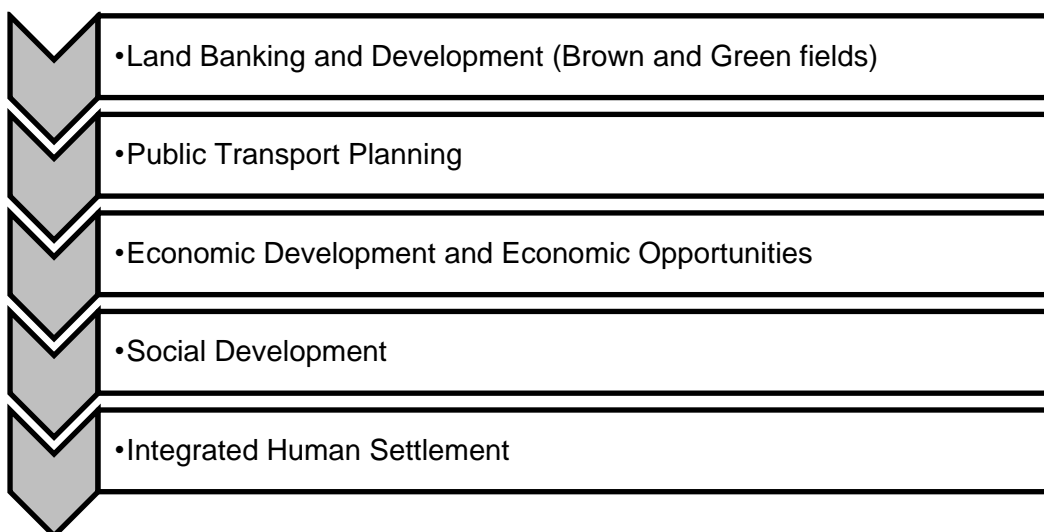 •Land Banking and Development (Brown and Green fields)
•Public Transport Planning
•Economic Development and Economic Opportunities
•Social Development
•Integrated Human Settlement